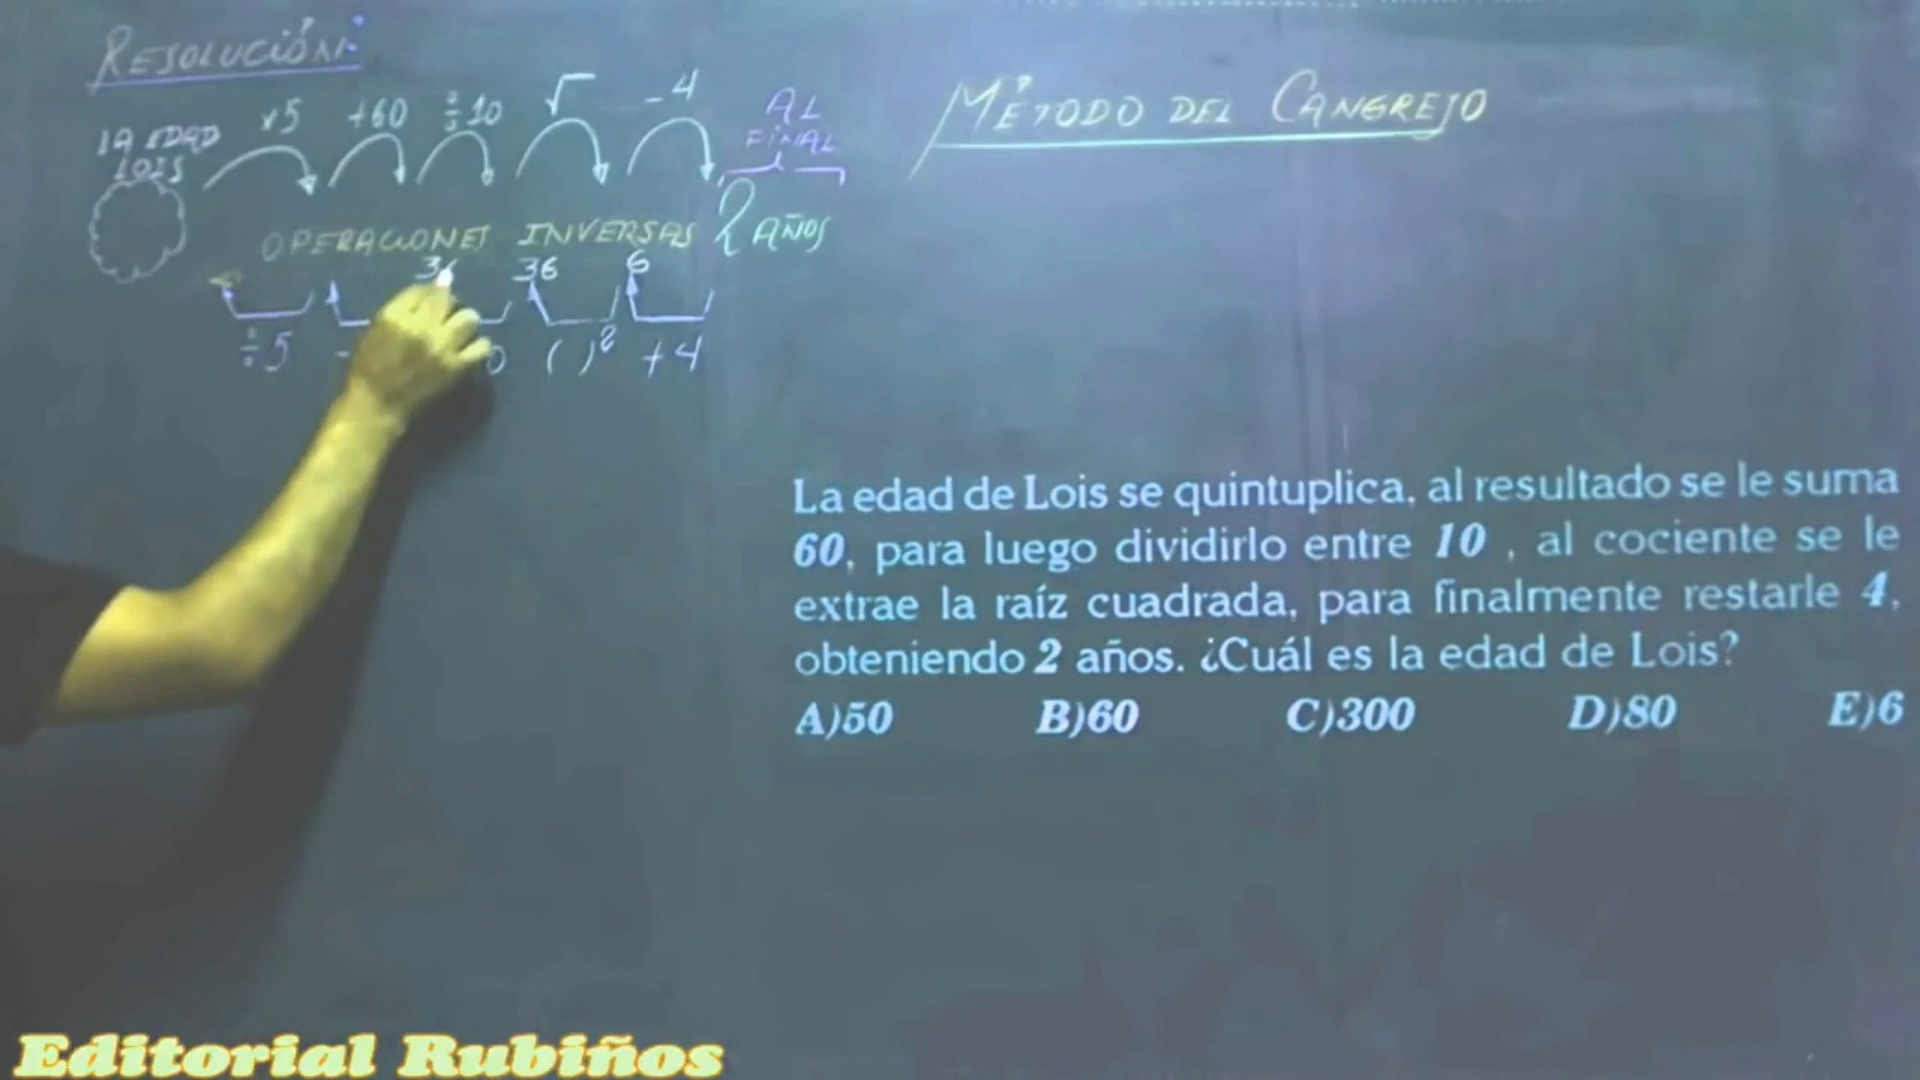 RESOLUCIÓN:
×5 +60 ÷10 √ -4
LA EDAD
LOIS
AL
FINAL
OPERACIONES INVERSAS 2 AÑOS
36 6
÷5 ( )² +4
MÉTODO DEL CANGREJO
La edad de Lois se quintuplica, al resultado se le suma
60, para luego dividirlo entre 10 , al cociente se le
extrae la raíz cuadrada, para finalmente restarle 4,
obteniendo 2 años. ¿Cuál es la edad de Lois?
A)50 B)60 C)300 D)80 E)6
Editorial Rubiños